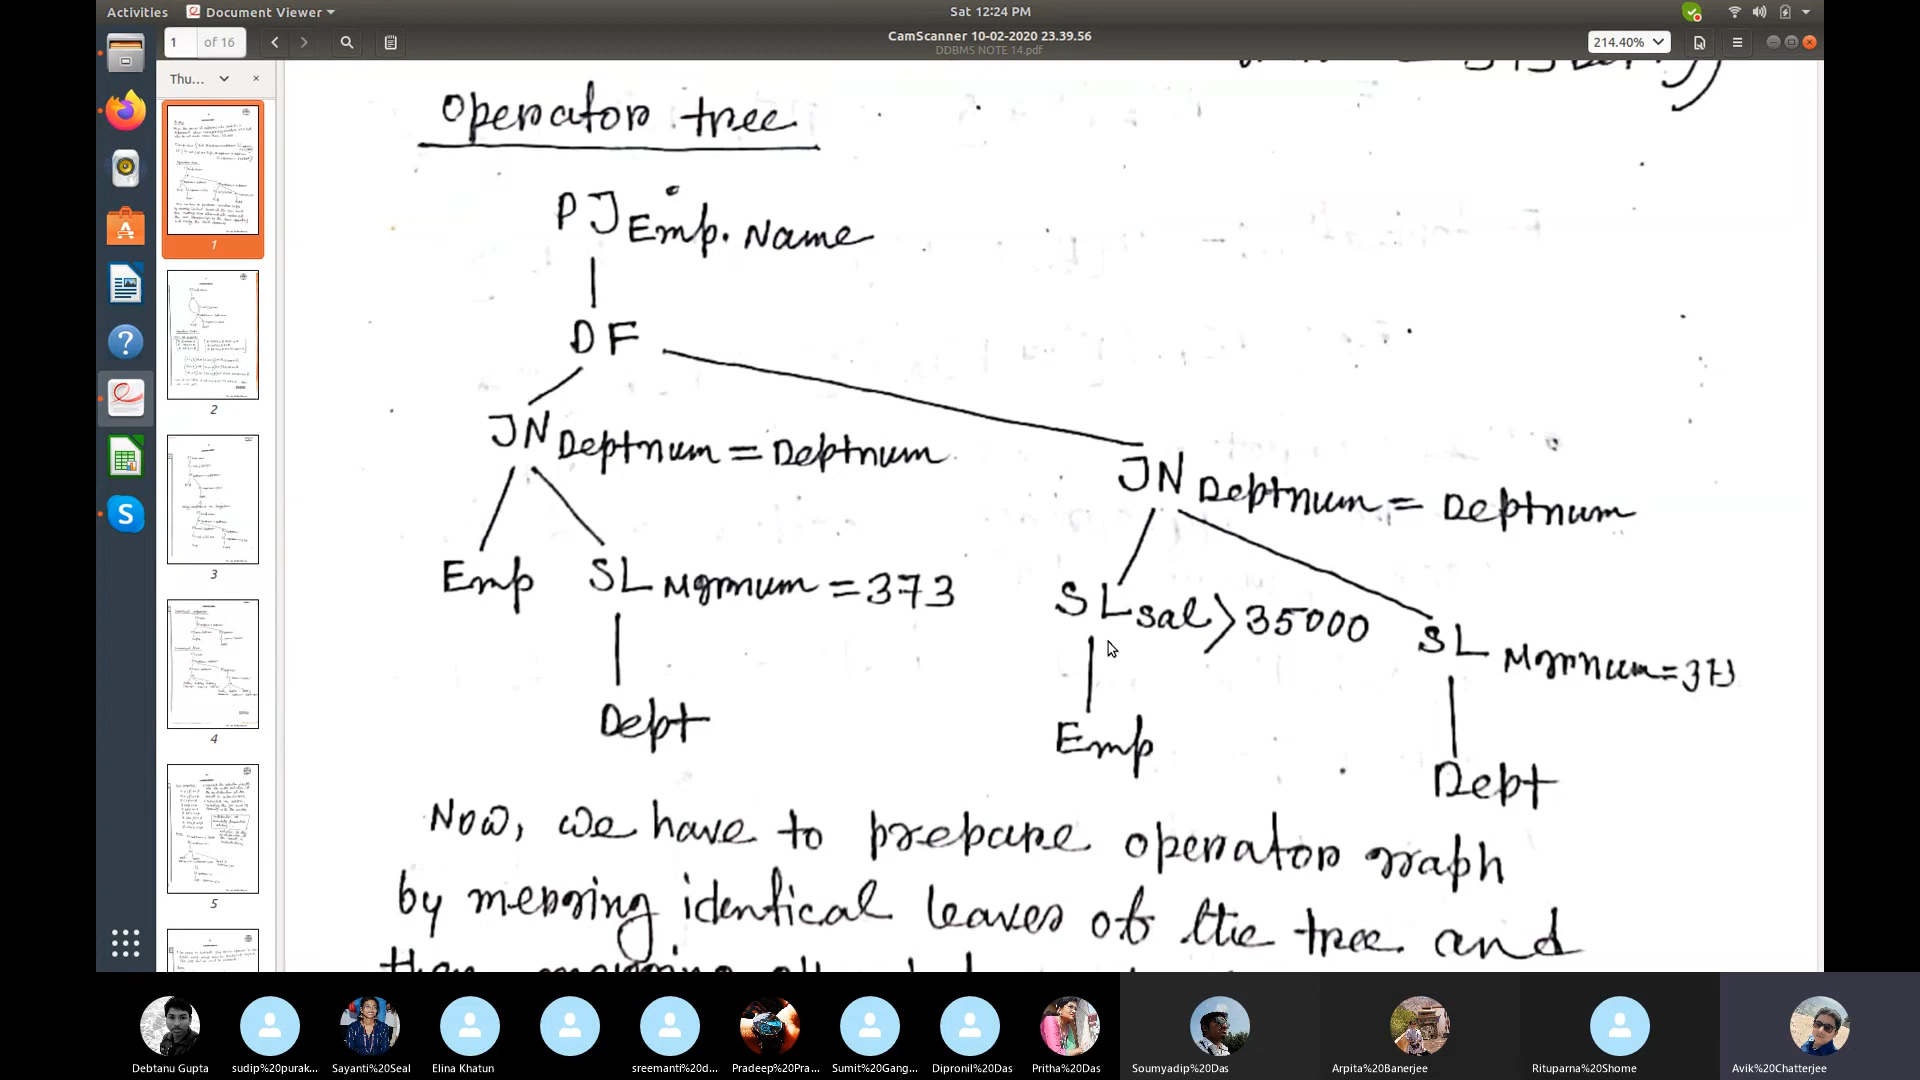 Activities
Document Viewer
Sat 12:24 PM
1
of 16
CamScanner 10-02-2020 23.39.56
DDBMS NOTE 14.pdf
214.40%
Thu...
Operator tree
PJ Emp. Name
DF
JN Deptnum = Deptnum
JN Deptnum = Deptnum
Emp
SL Mgrnum = 373
SL sal > 35000
SL Mgrnum = 373
Dept
Emp
Dept
Now, we have to prepare operator graph
by merging identical leaves of the tree and
1
2
3
4
5
Debtanu Gupta
sudip%20purak...
Sayanti%20Seal
Elina Khatun
sreemanti%20d...
Pradeep%20Pra...
Sumit%20Gang...
Dipronil%20Das
Pritha%20Das
Soumyadip%20Das
Arpita%20Banerjee
Rituparna%20Shome
Avik%20Chatterjee